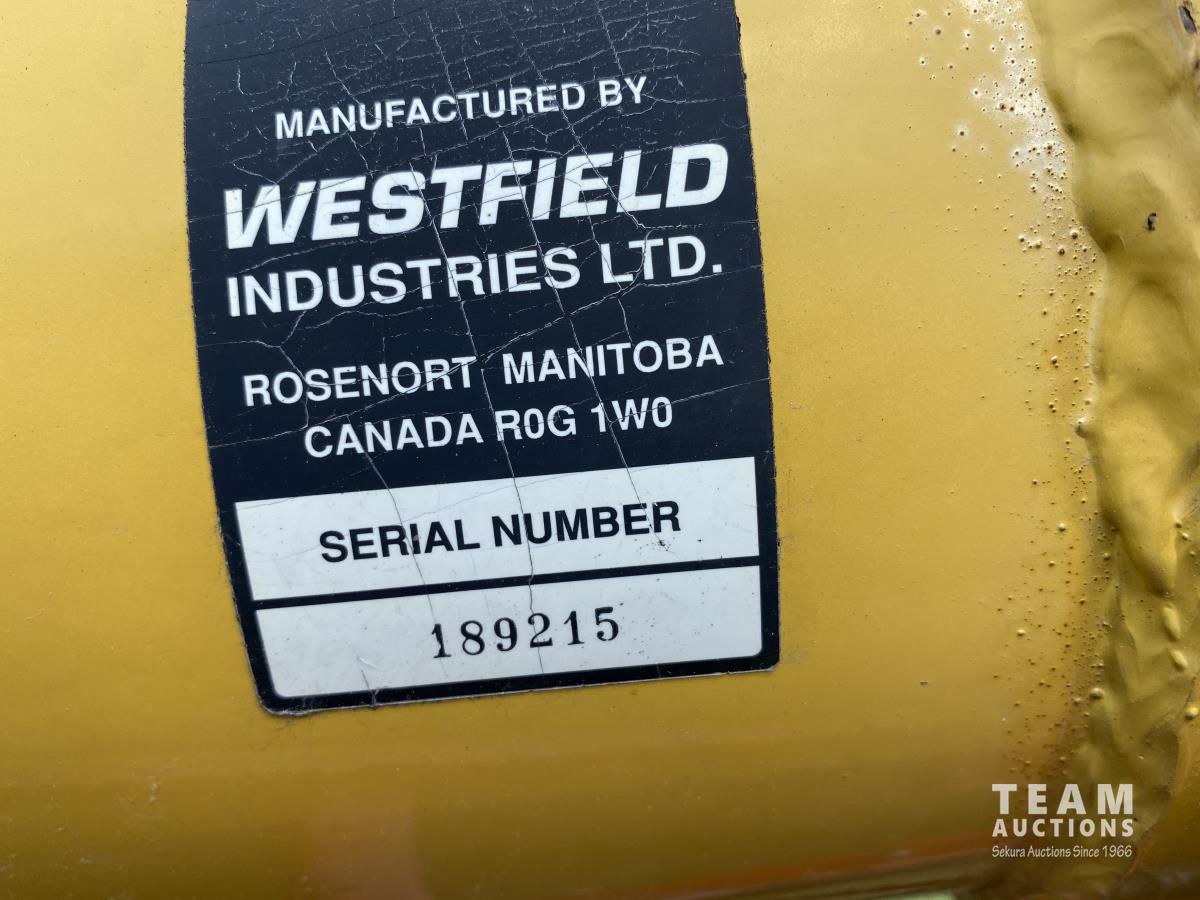 MANUFACTURED BY
WESTFIELD
INDUSTRIES LTD.
ROSENORT MANITOBA
CANADA R0G 1W0
SERIAL NUMBER
189215
TEAM
AUCTIONS
Sekura Auctions Since 1966